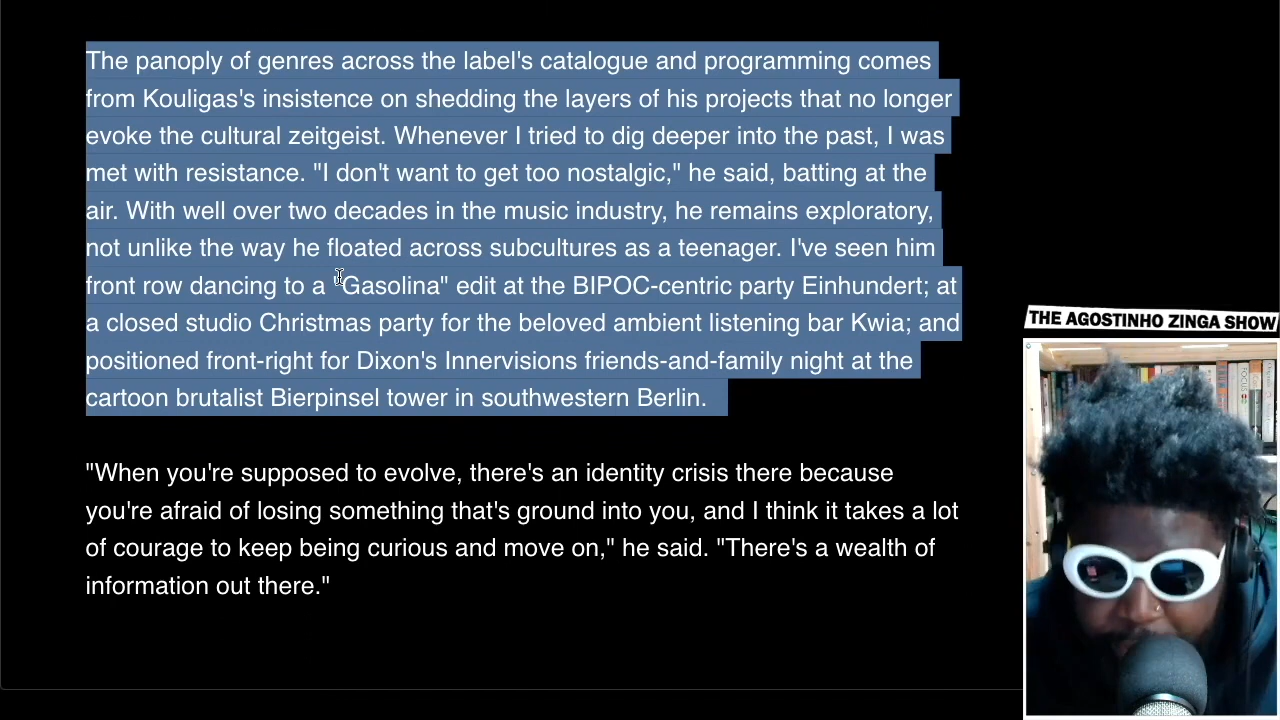 The panoply of genres across the label's catalogue and programming comes
from Kouligas's insistence on shedding the layers of his projects that no longer
evoke the cultural zeitgeist. Whenever I tried to dig deeper into the past, I was
met with resistance. "I don't want to get too nostalgic," he said, batting at the
air. With well over two decades in the music industry, he remains exploratory,
not unlike the way he floated across subcultures as a teenager. I've seen him
front row dancing to a "Gasolina" edit at the BIPOC-centric party Einhundert; at
a closed studio Christmas party for the beloved ambient listening bar Kwia; and
positioned front-right for Dixon's Innervisions friends-and-family night at the
cartoon brutalist Bierpinsel tower in southwestern Berlin.
"When you're supposed to evolve, there's an identity crisis there because
you're afraid of losing something that's ground into you, and I think it takes a lot
of courage to keep being curious and move on," he said. "There's a wealth of
information out there."
THE AGOSTINHO ZINGA SHOW